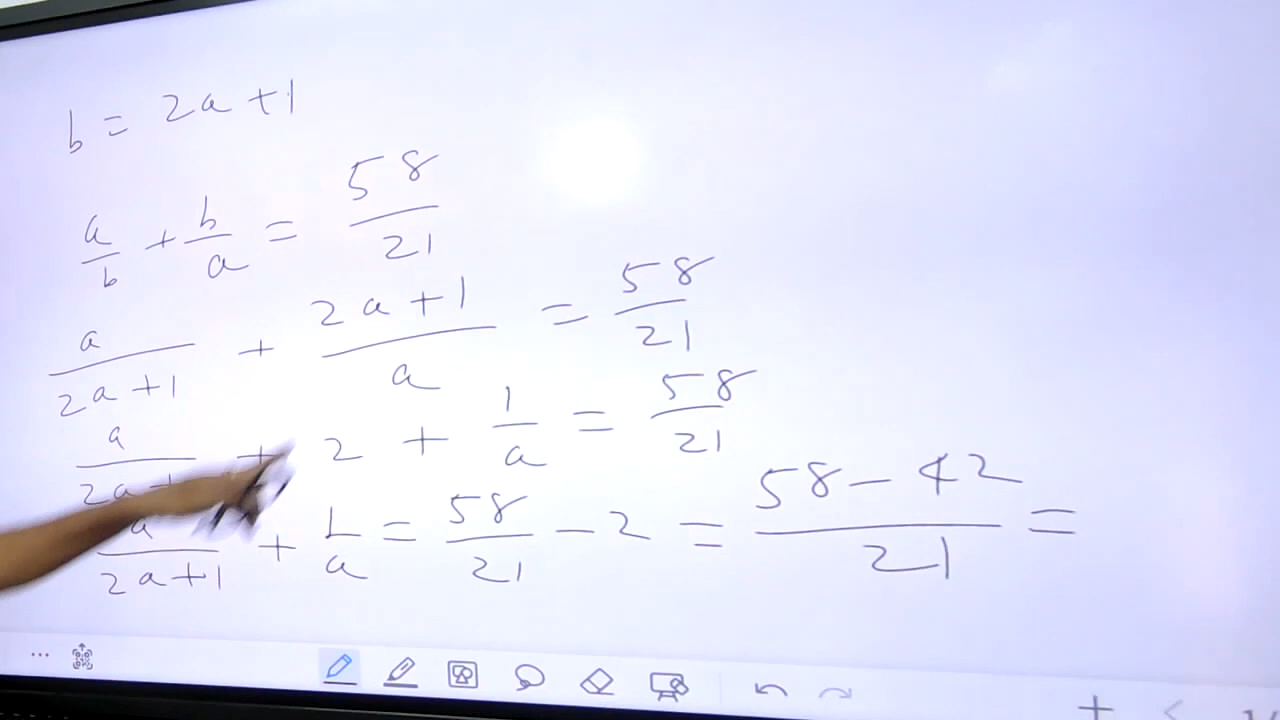 b = 2a + 1
a/b + b/a = 58/21
a/(2a + 1) + (2a + 1)/a = 58/21
a/(2a + + 2 + 1/a = 58/21
a/(2a + 1) + 1/a = 58/21 - 2 = (58 - 42)/21 =